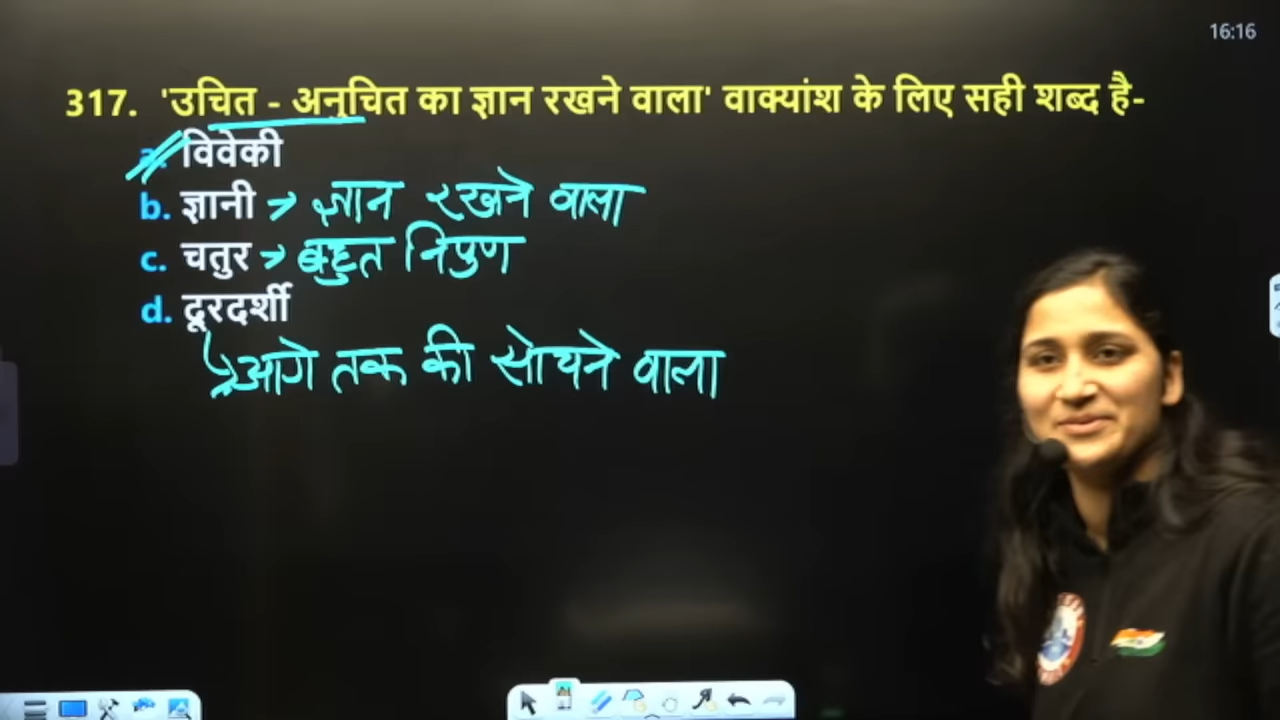 16:16
317. 'उचित - अनुचित का ज्ञान रखने वाला' वाक्यांश के लिए सही शब्द है-
a. विवेकी
b. ज्ञानी → ज्ञान रखने वाला
c. चतुर → बहुत निपुण
d. दूरदर्शी
↳ आगे तक की सोचने वाला